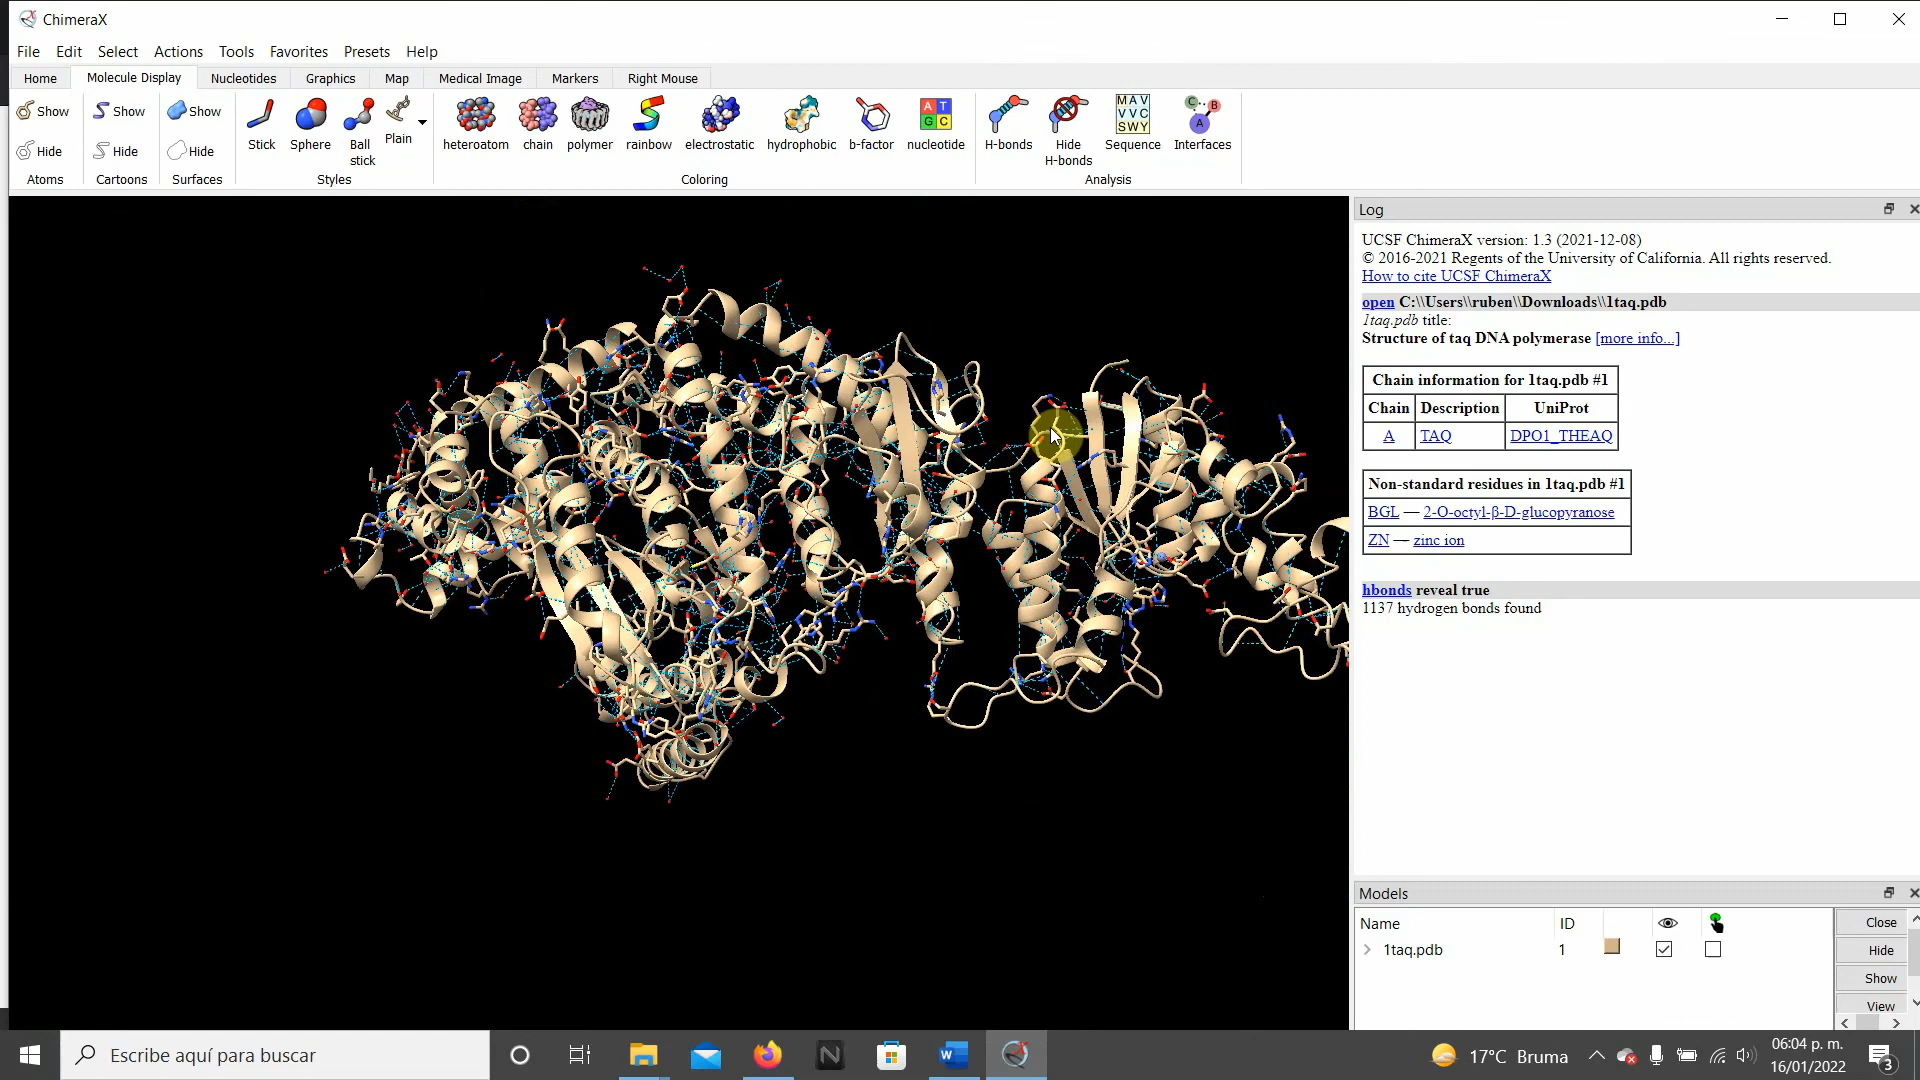 ChimeraX
File Edit Select Actions Tools Favorites Presets Help
Home Molecule Display Nucleotides Graphics Map Medical Image Markers Right Mouse
Show Show Show
Hide Hide Hide
Atoms Cartoons Surfaces
Stick Sphere Ball stick Plain
Styles
heteroatom chain polymer rainbow electrostatic hydrophobic b-factor nucleotide
A T
G C
Coloring
H-bonds Hide H-bonds Sequence Interfaces
MAV
VVC
SWY
C B
A
Analysis
Log
UCSF ChimeraX version: 1.3 (2021-12-08)
© 2016-2021 Regents of the University of California. All rights reserved.
How to cite UCSF ChimeraX
open C:\\Users\\ruben\\Downloads\\1taq.pdb
1taq.pdb title:
Structure of taq DNA polymerase [more info...]
Chain information for 1taq.pdb #1
Chain Description UniProt
A TAQ DPO1_THEAQ
Non-standard residues in 1taq.pdb #1
BGL — 2-O-octyl-β-D-glucopyranose
ZN — zinc ion
hbonds reveal true
1137 hydrogen bonds found
Models
Name ID
1taq.pdb 1
Close
Hide
Show
View
Escribe aquí para buscar
N
W
17°C Bruma
06:04 p. m.
16/01/2022
3